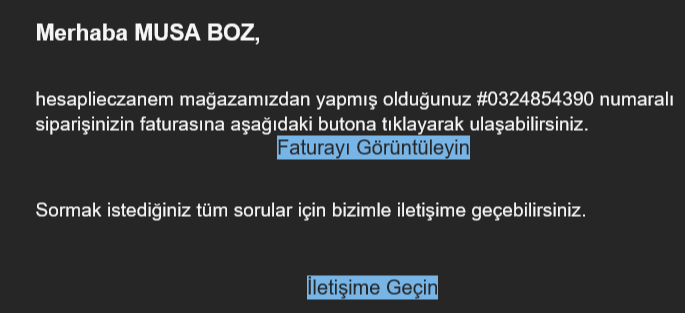 Merhaba MUSA BOZ,
hesaplieczanem mağazamızdan yapmış olduğunuz #0324854390 numaralı
siparişinizin faturasına aşağıdaki butona tıklayarak ulaşabilirsiniz.
Faturayı Görüntüleyin
Sormak istediğiniz tüm sorular için bizimle iletişime geçebilirsiniz.
İletişime Geçin